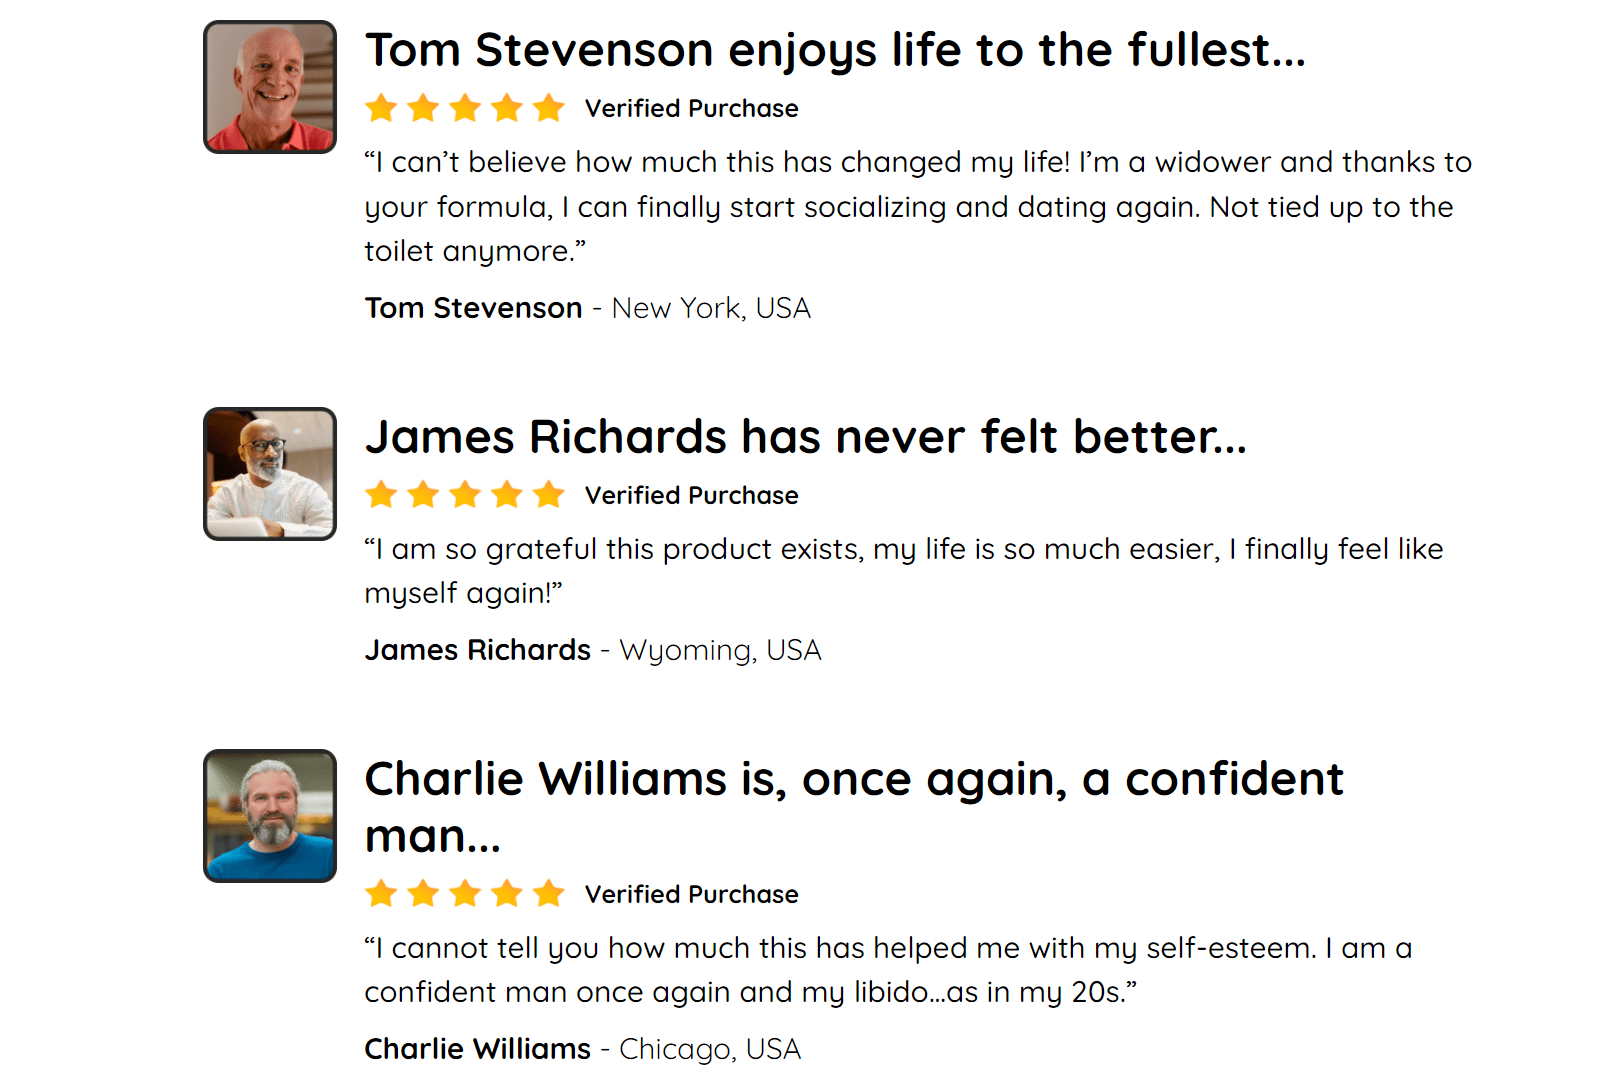 Tom Stevenson enjoys life to the fullest...
Verified Purchase
“I can’t believe how much this has changed my life! I’m a widower and thanks to
your formula, I can finally start socializing and dating again. Not tied up to the
toilet anymore.”
Tom Stevenson - New York, USA
James Richards has never felt better...
Verified Purchase
“I am so grateful this product exists, my life is so much easier, I finally feel like
myself again!”
James Richards - Wyoming, USA
Charlie Williams is, once again, a confident
man...
Verified Purchase
“I cannot tell you how much this has helped me with my self-esteem. I am a
confident man once again and my libido...as in my 20s.”
Charlie Williams - Chicago, USA